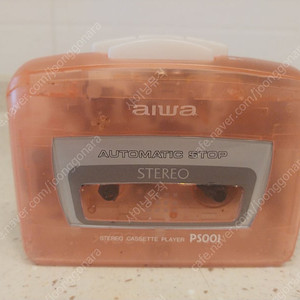 aiwa
AUTOMATIC STOP
STEREO
STEREO CASSETTE PLAYER PS001